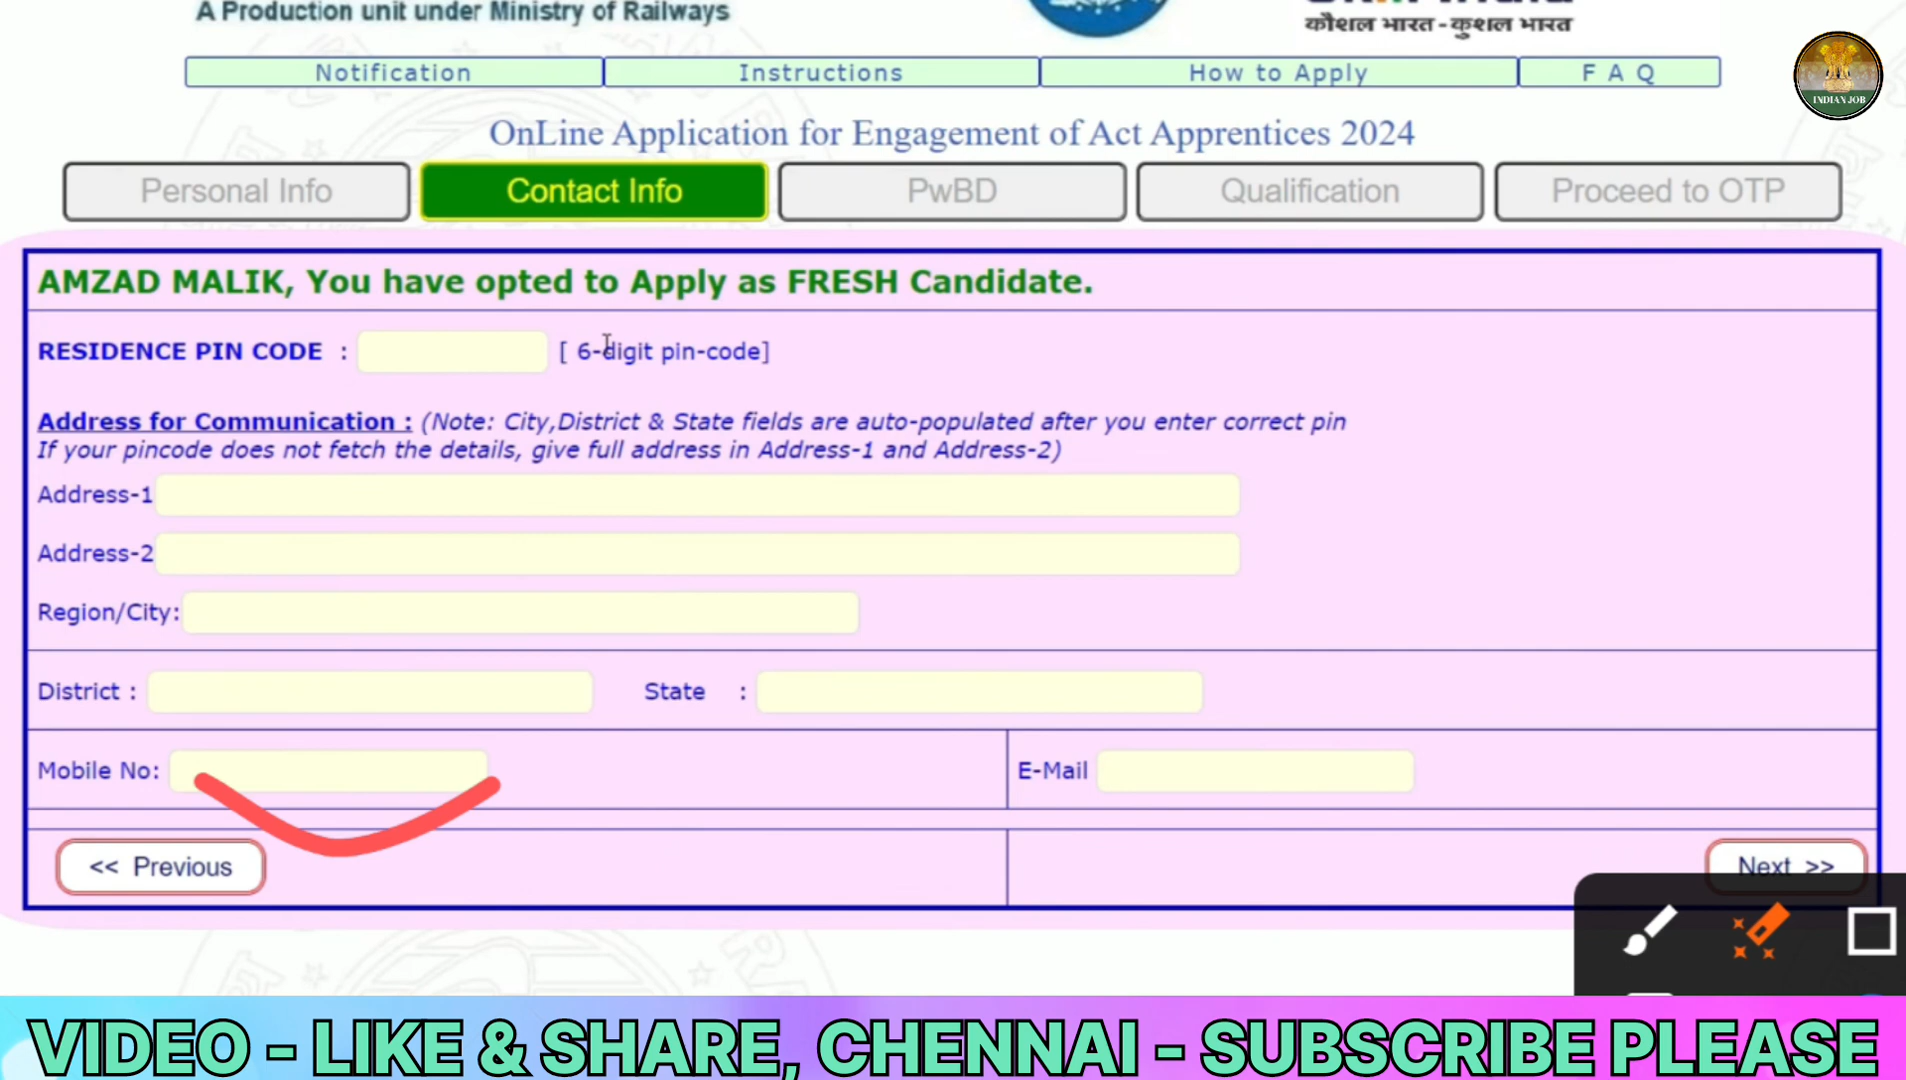 A Production unit under Ministry of Railways
कौशल भारत - कुशल भारत
Notification
Instructions
How to Apply
F A Q
INDIAN JOB
OnLine Application for Engagement of Act Apprentices 2024
Personal Info
Contact Info
PwBD
Qualification
Proceed to OTP
AMZAD MALIK, You have opted to Apply as FRESH Candidate.
RESIDENCE PIN CODE : [ 6-digit pin-code]
Address for Communication : (Note: City,District & State fields are auto-populated after you enter correct pin
If your pincode does not fetch the details, give full address in Address-1 and Address-2)
Address-1
Address-2
Region/City:
District : State :
Mobile No: E-Mail
<< Previous
Next >>
VIDEO - LIKE & SHARE, CHENNAI - SUBSCRIBE PLEASE